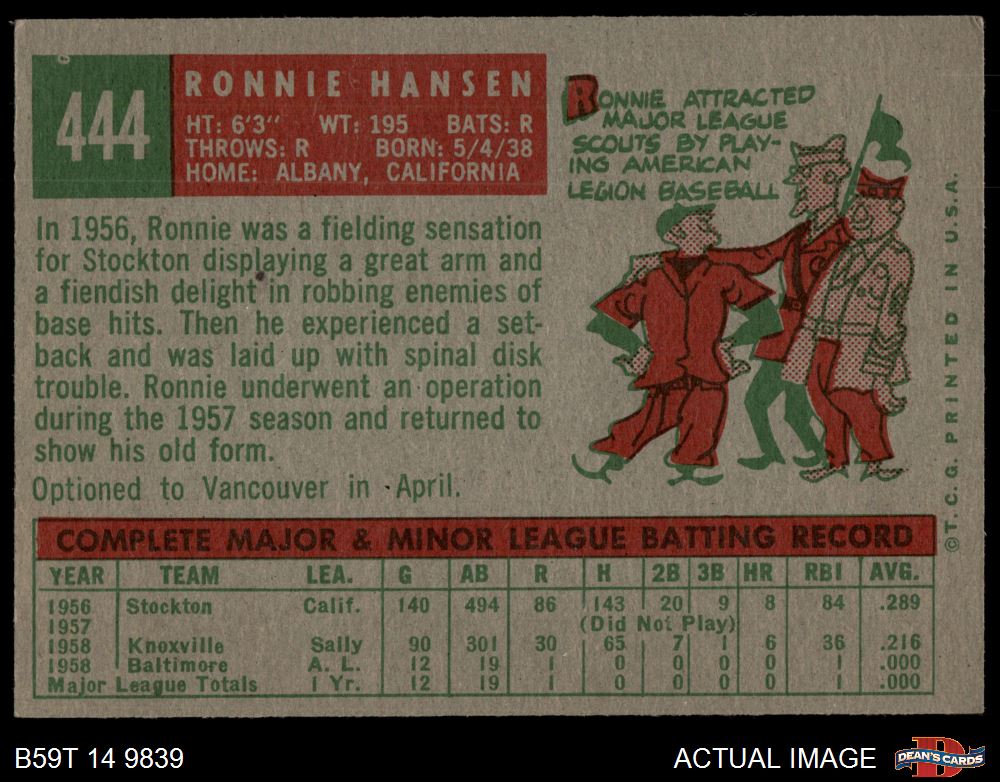 444
RONNIE HANSEN
HT: 6'3" WT: 195 BATS: R
THROWS: R BORN: 5/4/38
HOME: ALBANY, CALIFORNIA
RONNIE ATTRACTED
MAJOR LEAGUE
SCOUTS BY PLAY-
ING AMERICAN
LEGION BASEBALL
In 1956, Ronnie was a fielding sensation
for Stockton displaying a great arm and
a fiendish delight in robbing enemies of
base hits. Then he experienced a set-
back and was laid up with spinal disk
trouble. Ronnie underwent an operation
during the 1957 season and returned to
show his old form.
Optioned to Vancouver in April.
©T. C. G. PRINTED IN U.S.A.
COMPLETE MAJOR & MINOR LEAGUE BATTING RECORD
YEAR TEAM LEA. G AB R H 2B 3B HR RBI AVG.
1956 Stockton Calif. 140 494 86 143 20 9 8 84 .289
1957 (Did Not Play)
1958 Knoxville Sally 90 301 30 65 7 1 6 36 .216
1958 Baltimore A. L. 12 19 1 0 0 0 0 1 .000
Major League Totals 1 Yr. 12 19 1 0 0 0 0 1 .000
B59T 14 9839
ACTUAL IMAGE
DEAN'S CARDS